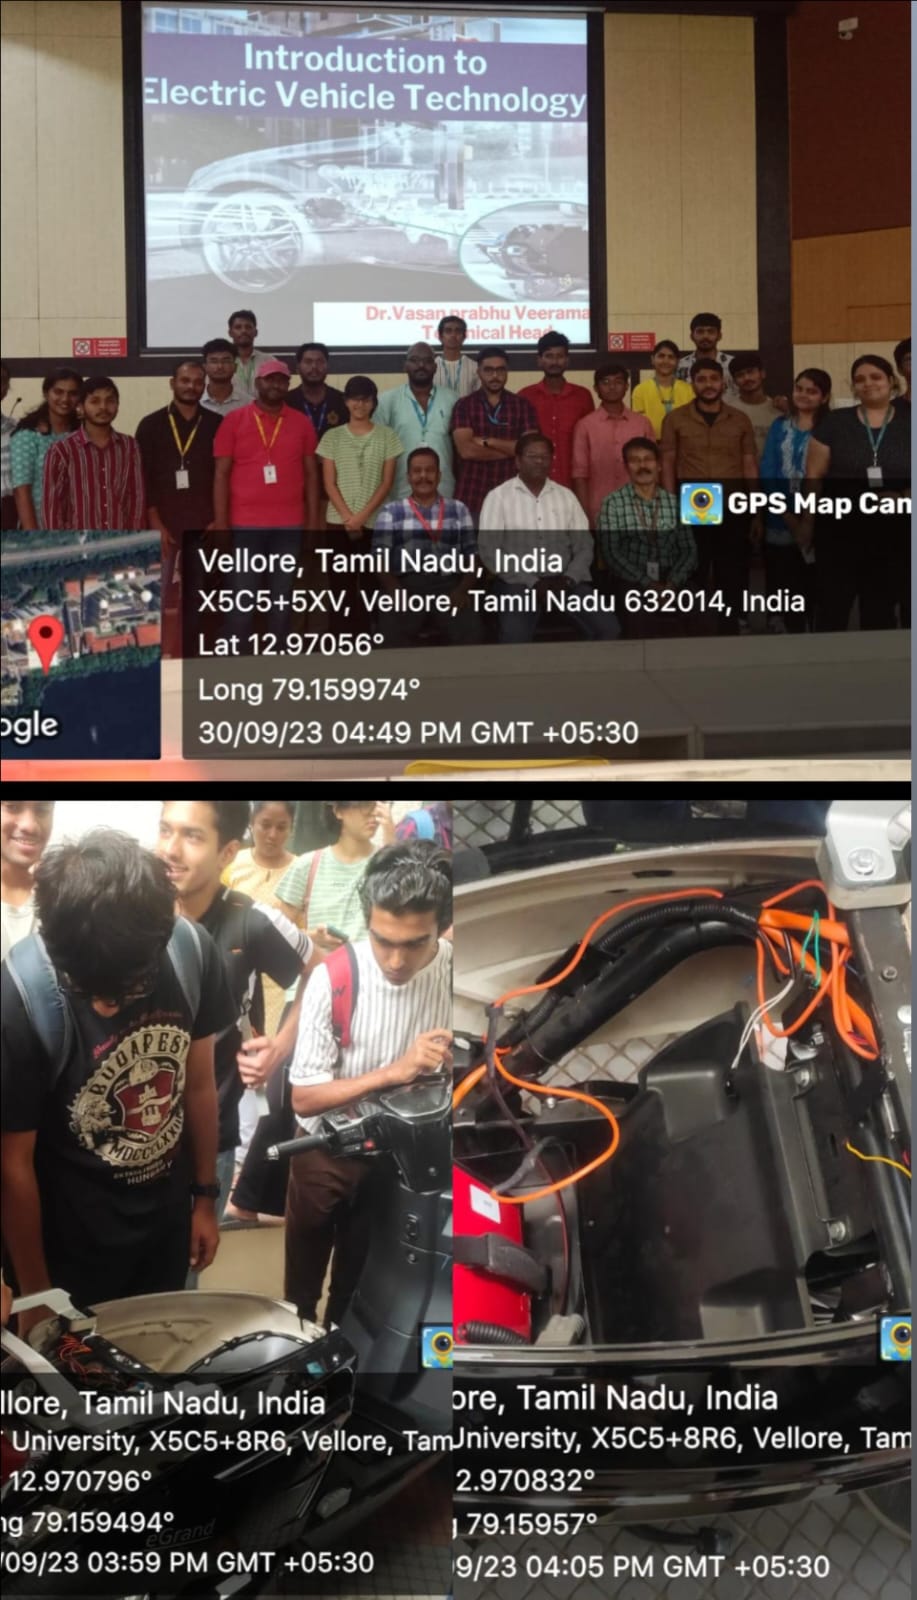 Introduction to
Electric Vehicle Technology
Dr.Vasan prabhu Veerama
Technical Head
GPS Map Cam
Vellore, Tamil Nadu, India
X5C5+5XV, Vellore, Tamil Nadu 632014, India
Lat 12.97056°
Long 79.159974°
30/09/23 04:49 PM GMT +05:30
ogle
BUDAPEST
HUNGARY
eGrand
llore, Tamil Nadu, India
University, X5C5+8R6, Vellore, Tam
12.970796°
ng 79.159494°
/09/23 03:59 PM GMT +05:30
ore, Tamil Nadu, India
University, X5C5+8R6, Vellore, Tam
2.970832°
g 79.15957°
9/23 04:05 PM GMT +05:30